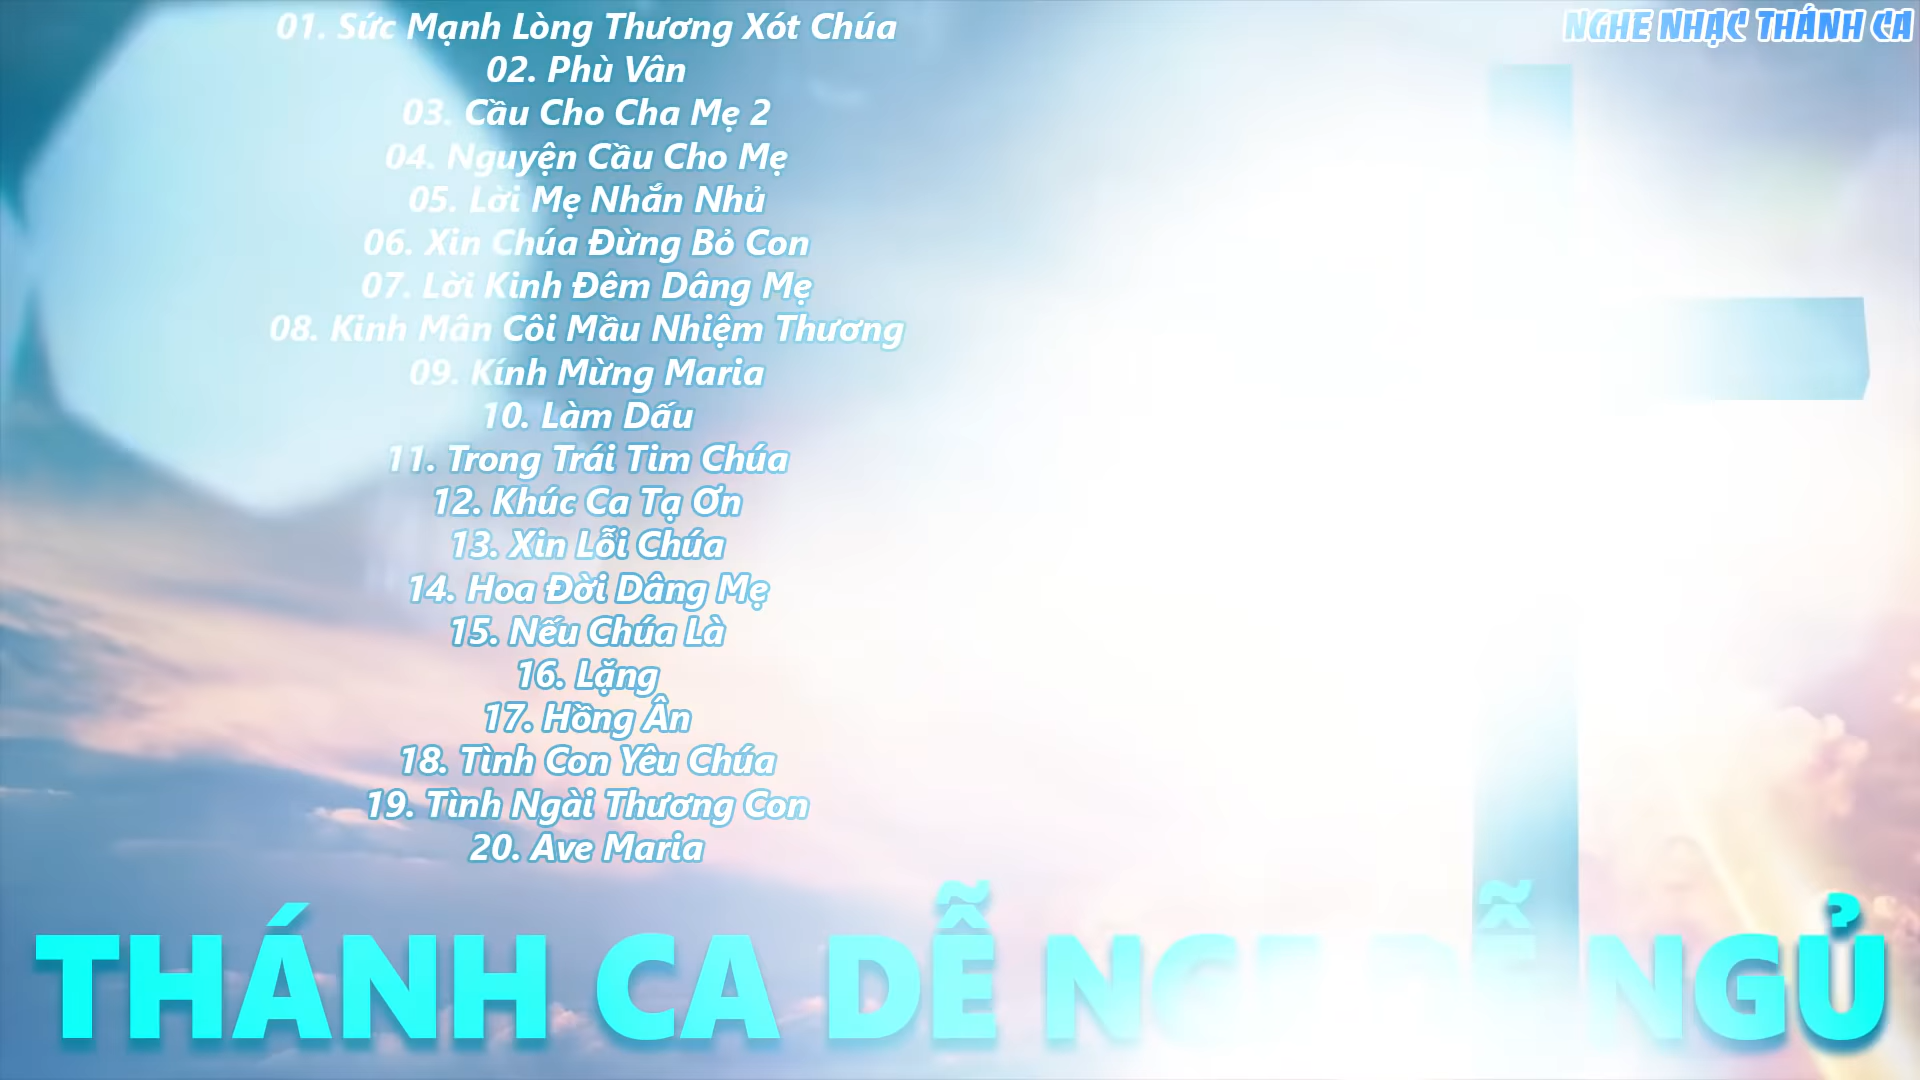 NGHE NHẠC THÁNH CA
01. Sức Mạnh Lòng Thương Xót Chúa
02. Phù Vân
03. Cầu Cho Cha Mẹ 2
04. Nguyện Cầu Cho Mẹ
05. Lời Mẹ Nhắn Nhủ
06. Xin Chúa Đừng Bỏ Con
07. Lời Kinh Đêm Dâng Mẹ
08. Kinh Mân Côi Mầu Nhiệm Thương
09. Kính Mừng Maria
10. Làm Dấu
11. Trong Trái Tim Chúa
12. Khúc Ca Tạ Ơn
13. Xin Lỗi Chúa
14. Hoa Đời Dâng Mẹ
15. Nếu Chúa Là
16. Lặng
17. Hồng Ân
18. Tình Con Yêu Chúa
19. Tình Ngài Thương Con
20. Ave Maria
THÁNH CA DỄ NGỦ